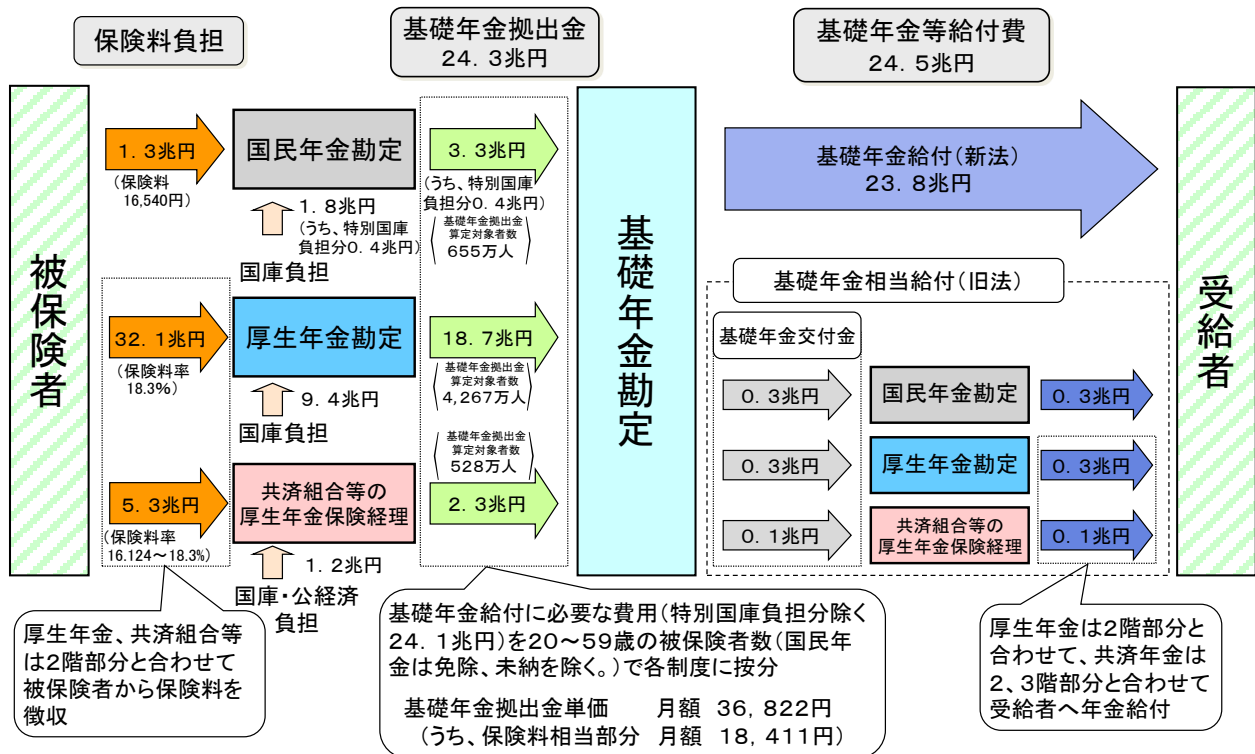 保険料負担
基礎年金拠出金
24.3兆円
基礎年金等給付費
24.5兆円
被保険者
1.3兆円
(保険料
16,540円)
国民年金勘定
1.8兆円
(うち、特別国庫
負担分0.4兆円)
国庫負担
3.3兆円
(うち、特別国庫
負担分0.4兆円)
基礎年金拠出金
算定対象者数
655万人
32.1兆円
(保険料率
18.3%)
厚生年金勘定
9.4兆円
国庫負担
18.7兆円
基礎年金拠出金
算定対象者数
4,267万人
基礎年金拠出金
算定対象者数
528万人
5.3兆円
(保険料率
16.124~18.3%)
共済組合等の
厚生年金保険経理
1.2兆円
国庫・公経済
負担
2.3兆円
基礎年金勘定
基礎年金給付(新法)
23.8兆円
基礎年金相当給付(旧法)
基礎年金交付金
0.3兆円
国民年金勘定
0.3兆円
0.3兆円
厚生年金勘定
0.3兆円
0.1兆円
共済組合等の
厚生年金保険経理
0.1兆円
受給者
厚生年金、共済組合等
は2階部分と合わせて
被保険者から保険料を
徴収
基礎年金給付に必要な費用(特別国庫負担分除く
24.1兆円)を20~59歳の被保険者数(国民年
金は免除、未納を除く。)で各制度に按分
基礎年金拠出金単価 月額 36,822円
(うち、保険料相当部分 月額 18,411円)
厚生年金は2階部分と
合わせて、共済年金は
2、3階部分と合わせて
受給者へ年金給付